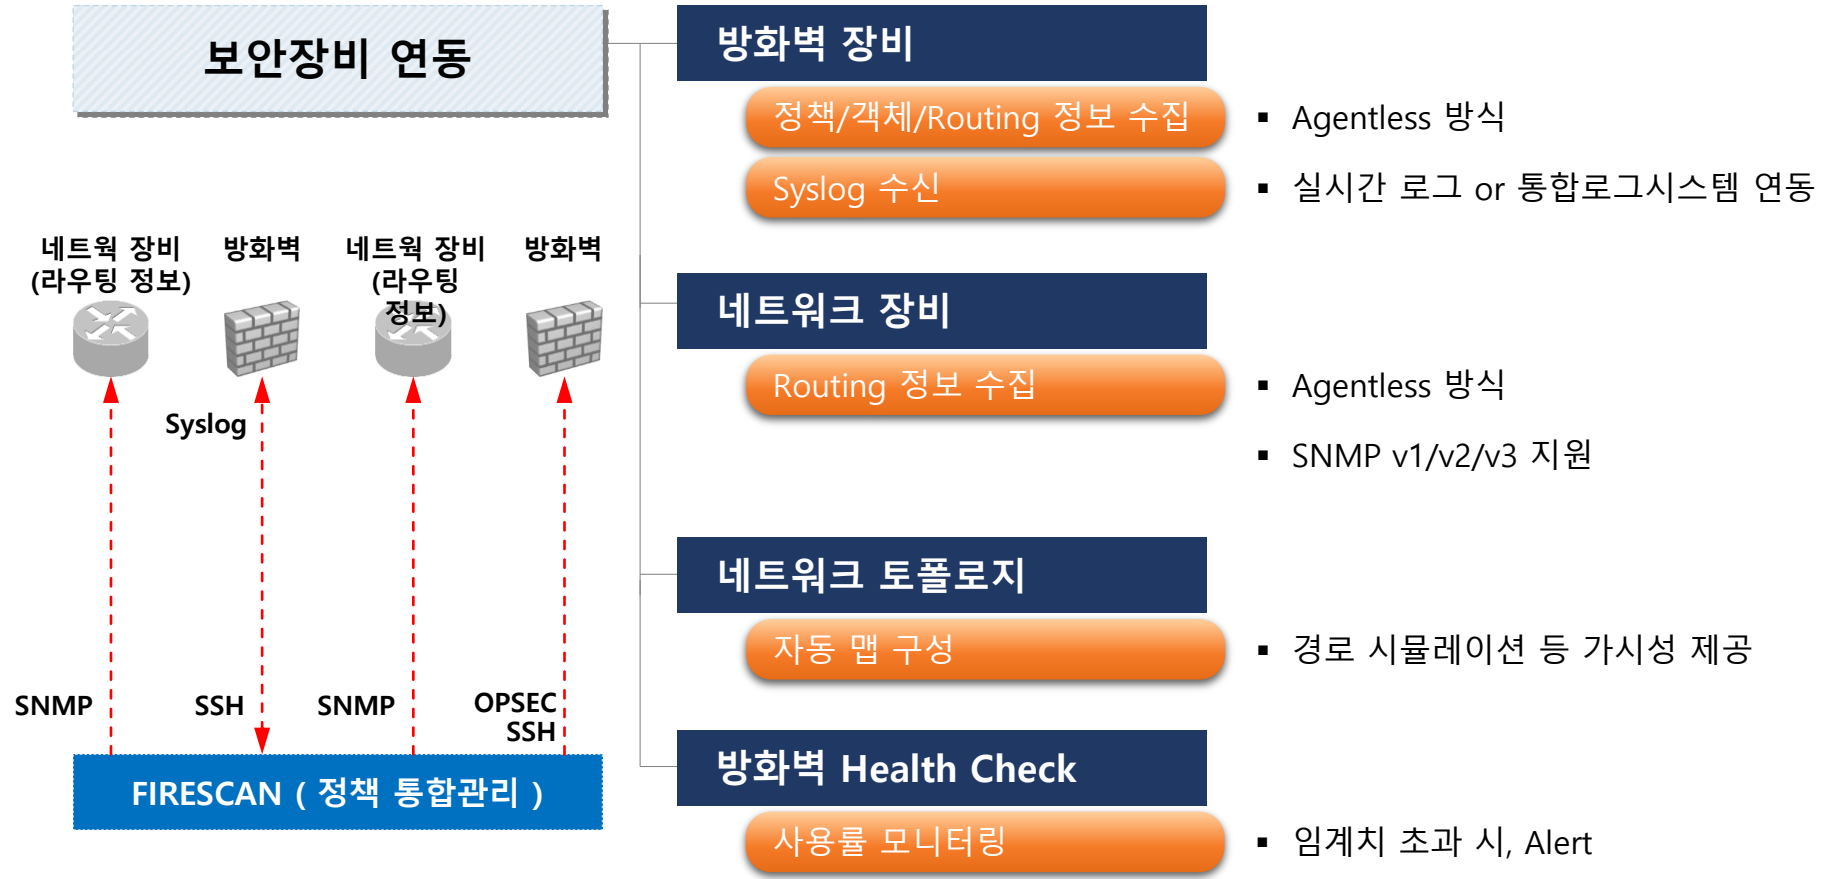 보안장비 연동
네트웍 장비
(라우팅 정보)
방화벽
네트웍 장비
(라우팅
정보)
방화벽
Syslog
SNMP
SSH
SNMP
OPSEC
SSH
FIRESCAN ( 정책 통합관리 )
방화벽 장비
정책/객체/Routing 정보 수집
▪ Agentless 방식
Syslog 수신
▪ 실시간 로그 or 통합로그시스템 연동
네트워크 장비
Routing 정보 수집
▪ Agentless 방식
▪ SNMP v1/v2/v3 지원
네트워크 토폴로지
자동 맵 구성
▪ 경로 시뮬레이션 등 가시성 제공
방화벽 Health Check
사용률 모니터링
▪ 임계치 초과 시, Alert